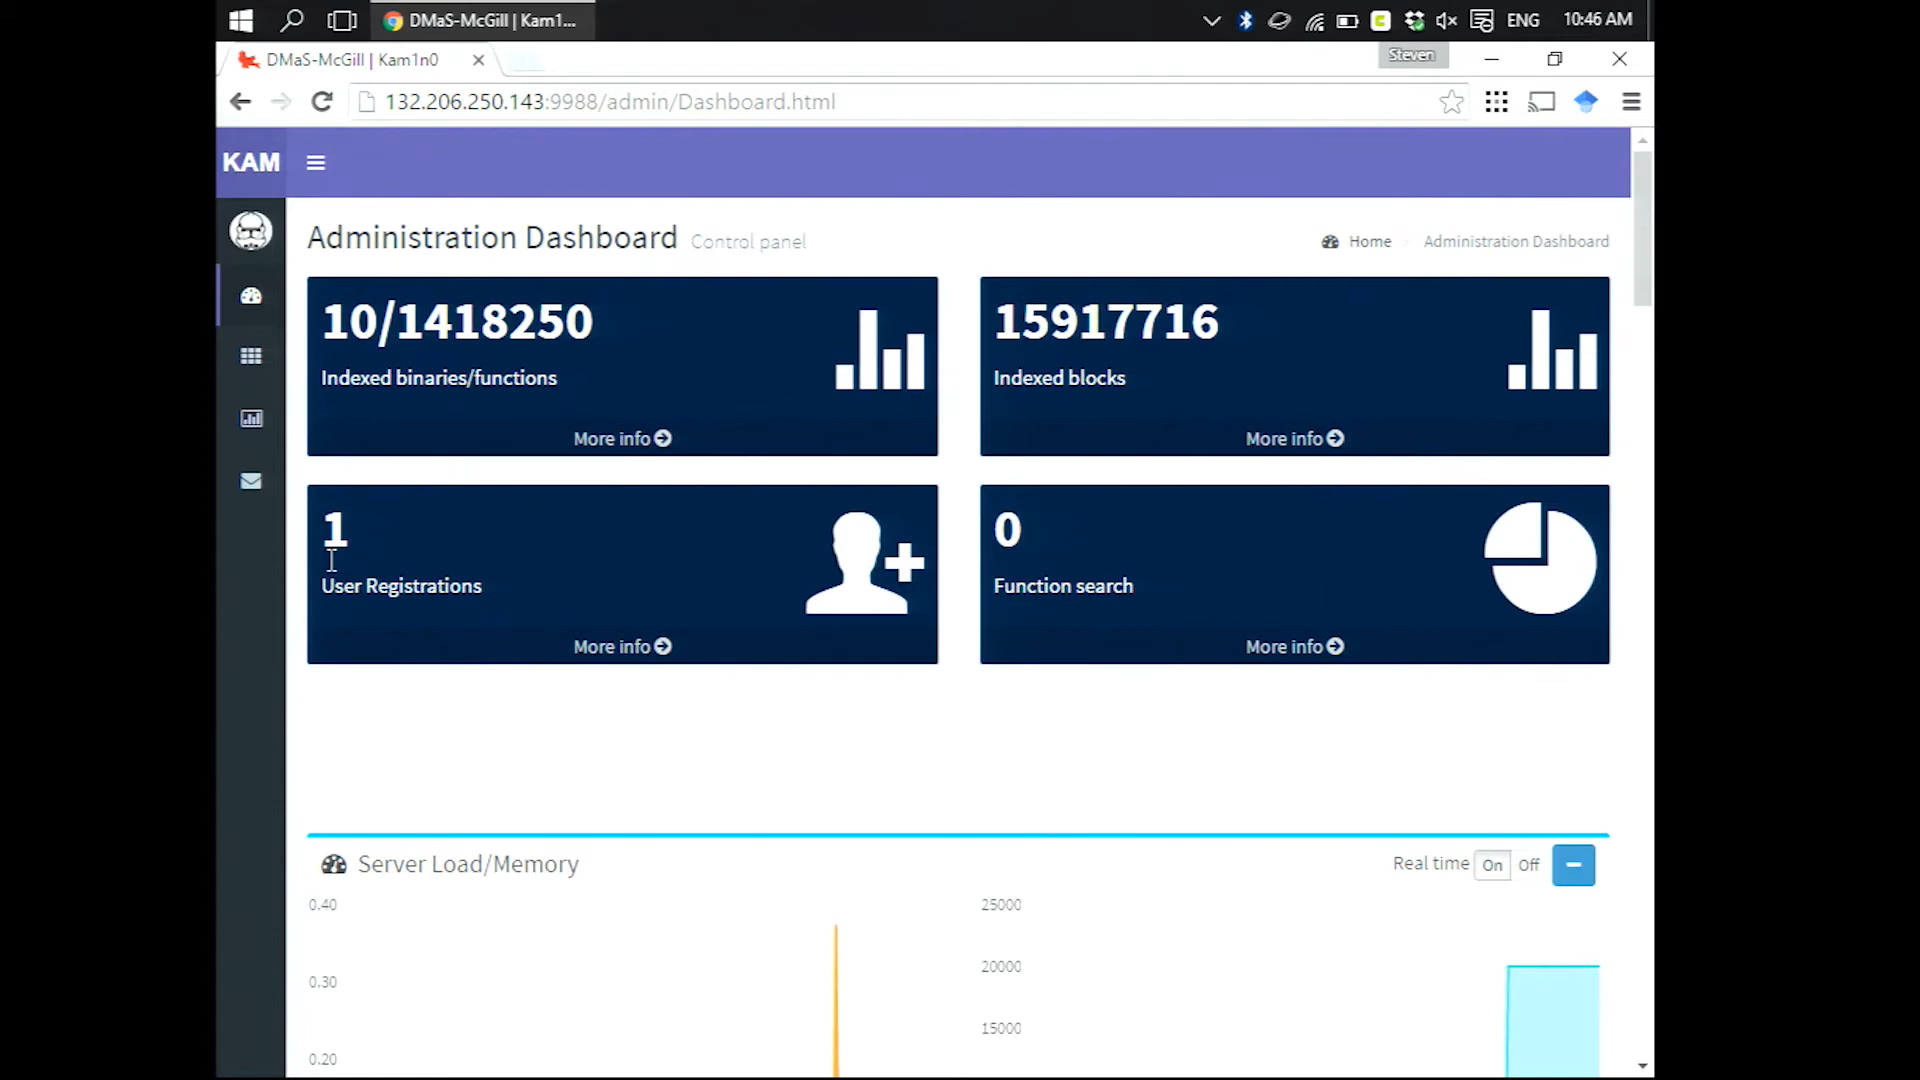 DMaS-McGill | Kam1...
ENG
10:46 AM
DMaS-McGill | Kam1n0
Steven
132.206.250.143:9988/admin/Dashboard.html
KAM
Administration Dashboard Control panel
Home
Administration Dashboard
10/1418250
Indexed binaries/functions
More info
15917716
Indexed blocks
More info
1
User Registrations
More info
0
Function search
More info
Server Load/Memory
Real time On Off
0.40
0.30
0.20
25000
20000
15000